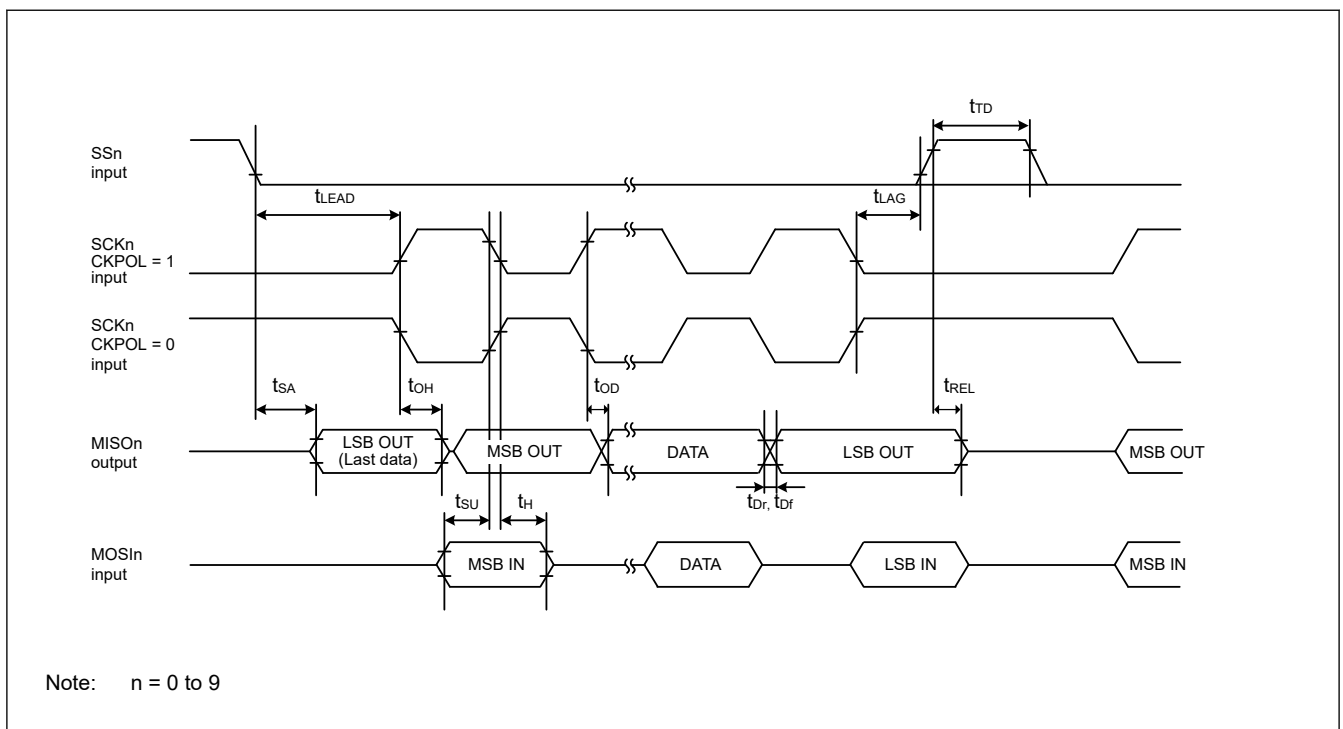 tTD
SSn
input
tLEAD
tLAG
SCKn
CKPOL = 1
input
SCKn
CKPOL = 0
input
tSA
tOH
tOD
tREL
MISOn
output
LSB OUT
(Last data)
MSB OUT
DATA
LSB OUT
MSB OUT
tSU
tH
tDr, tDf
MOSIn
input
MSB IN
DATA
LSB IN
MSB IN
Note: n = 0 to 9